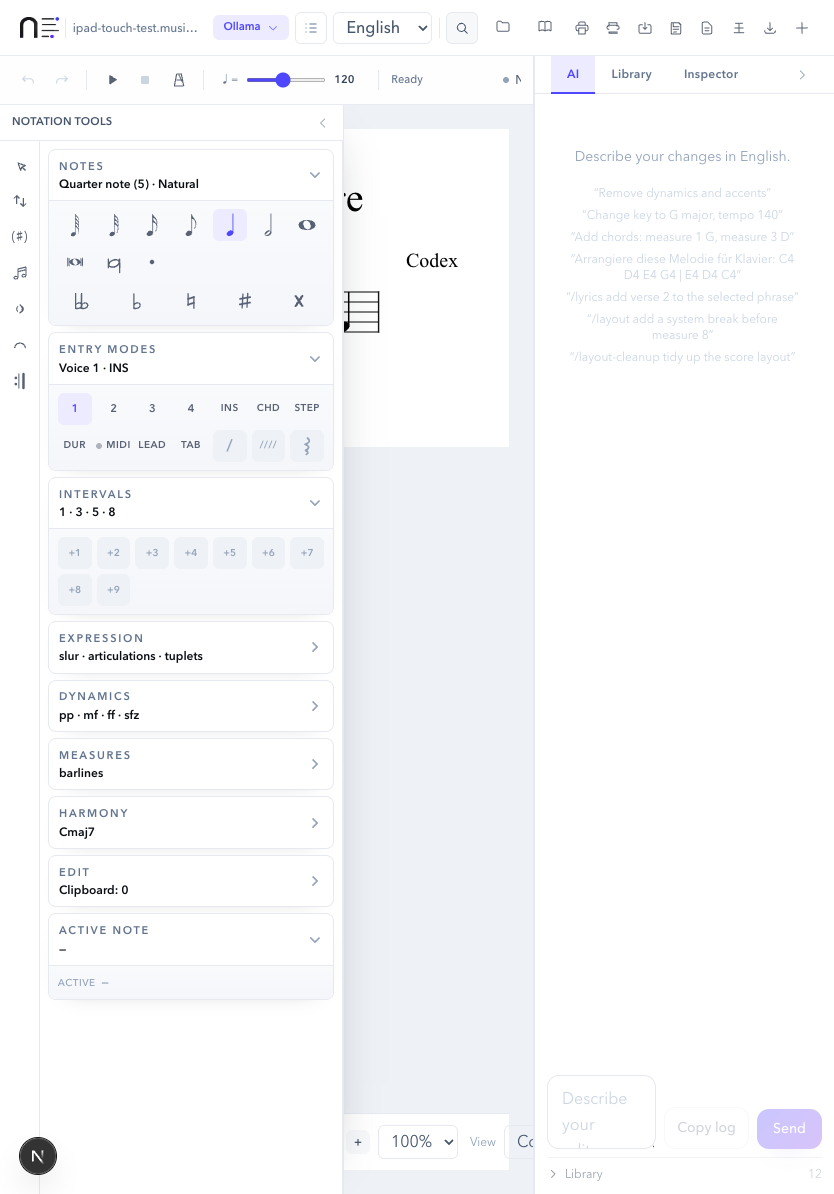 ipad-touch-test.musi...
Ollama
English
120
Ready
AI
Library
Inspector
NOTATION TOOLS
NOTES
Quarter note (5) · Natural
ENTRY MODES
Voice 1 · INS
1 2 3 4 INS CHD STEP
DUR MIDI LEAD TAB / ////
INTERVALS
1 · 3 · 5 · 8
+1 +2 +3 +4 +5 +6 +7
+8 +9
EXPRESSION
slur · articulations · tuplets
DYNAMICS
pp · mf · ff · sfz
MEASURES
barlines
HARMONY
Cmaj7
EDIT
Clipboard: 0
ACTIVE NOTE
–
ACTIVE –
re
Codex
+ 100% View Co
Describe your changes in English.
"Remove dynamics and accents"
"Change key to G major, tempo 140"
"Add chords: measure 1 G, measure 3 D"
"Arrangiere diese Melodie für Klavier: C4
D4 E4 G4 | E4 D4 C4"
"/lyrics add verse 2 to the selected phrase"
"/layout add a system break before
measure 8"
"/layout-cleanup tidy up the score layout"
Describe
your
Copy log
Send
Library 12
N